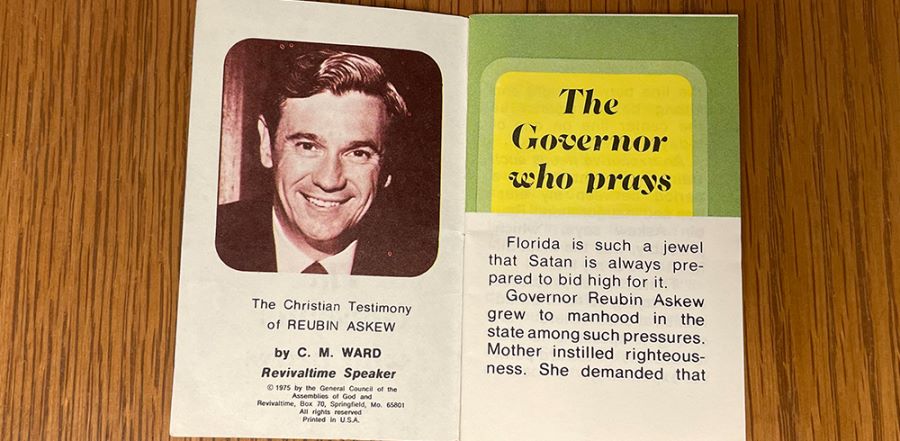 The Christian Testimony
of REUBIN ASKEW
by C. M. WARD
Revivaltime Speaker
© 1975 by the General Council of the
Assemblies of God and
Revivaltime, Box 70, Springfield, Mo. 65801
All rights reserved
Printed in U.S.A.
The
Governor
who prays
Florida is such a jewel
that Satan is always pre-
pared to bid high for it.
Governor Reubin Askew
grew to manhood in the
state among such pressures.
Mother instilled righteous-
ness. She demanded that